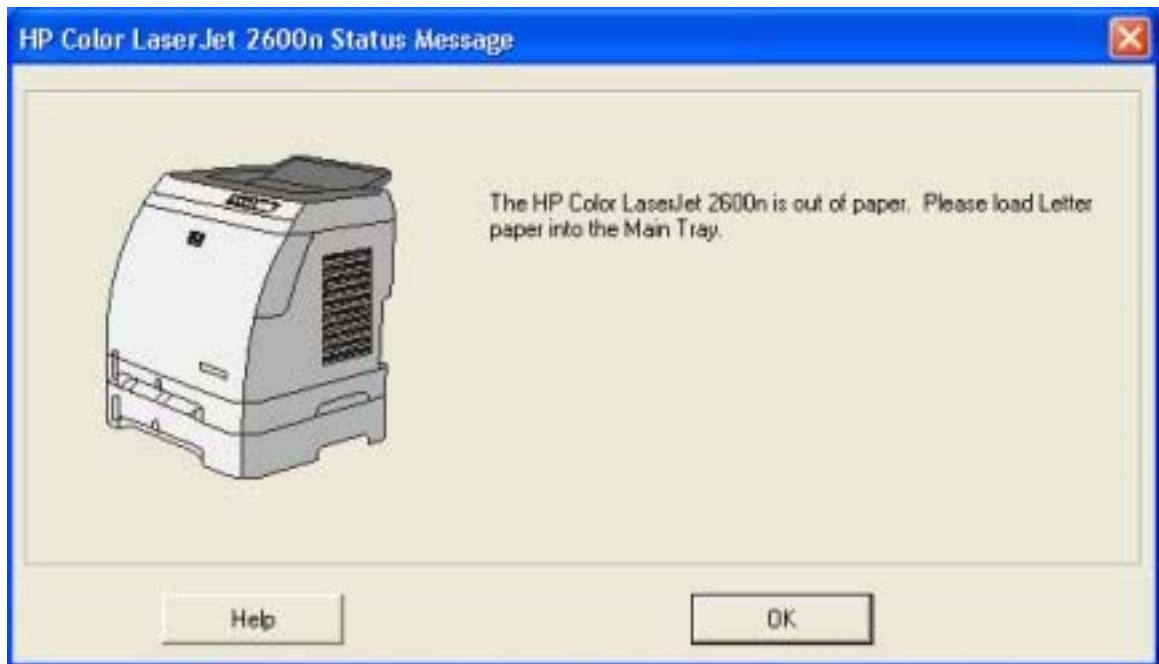 HP Color LaserJet 2600n Status Message
The HP Color LaserJet 2600n is out of paper. Please load Letter
paper into the Main Tray.
Help
OK